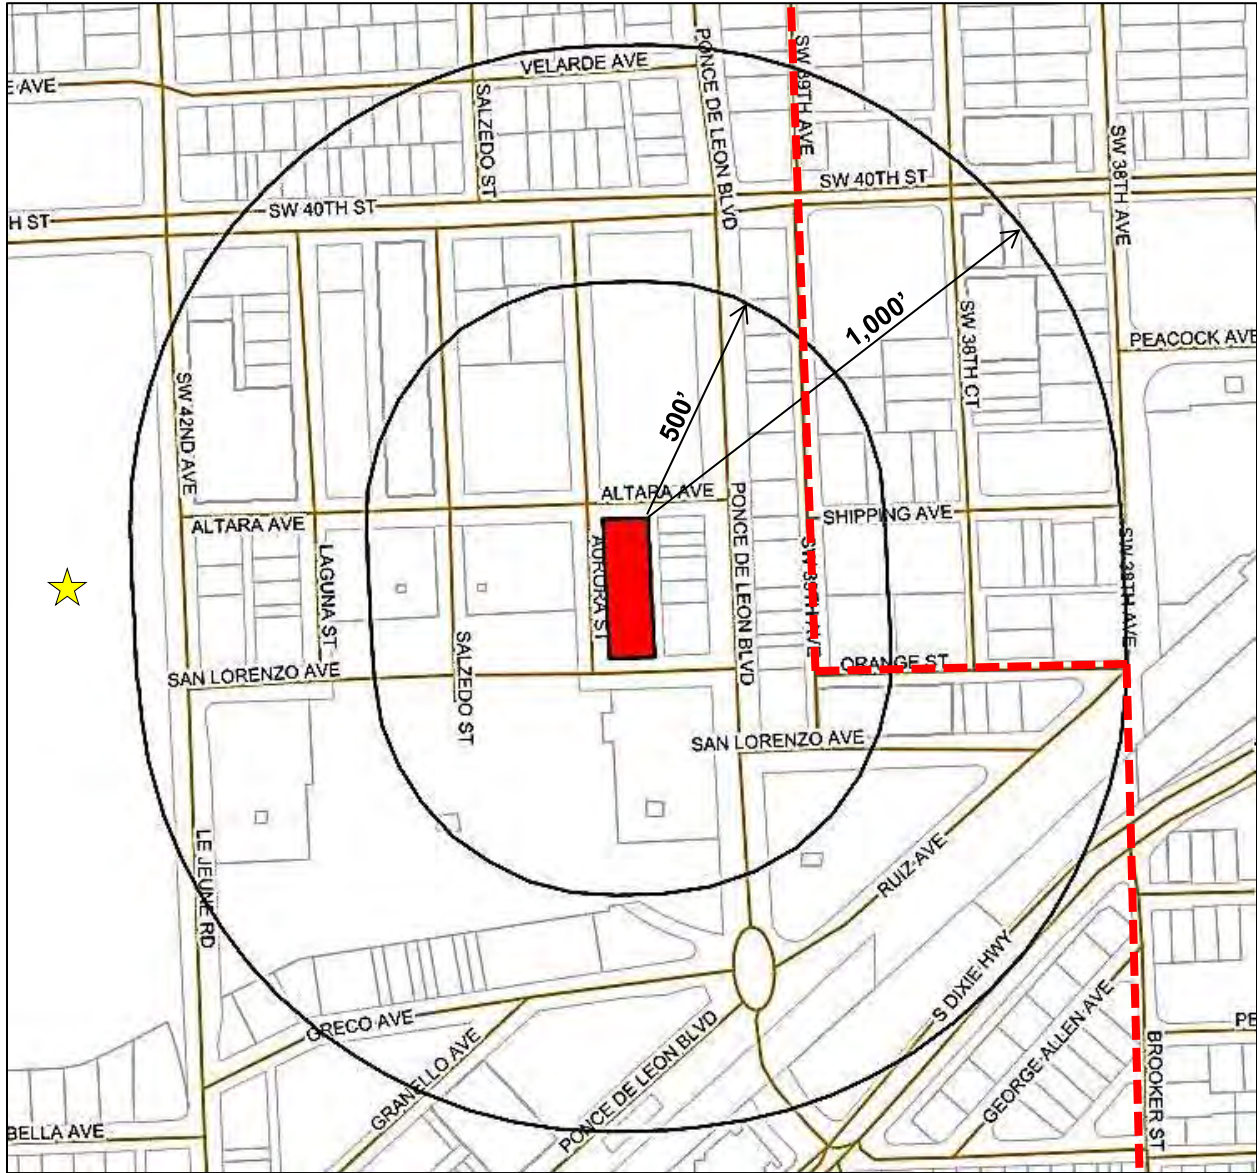 VELARDE AVE
E AVE
PONCE DE LEON BLVD
SW 39TH AVE
SALZEDO ST
SW 38TH AVE
SW 40TH ST
SW 40TH ST
H ST
1,000’
SW 38TH CT
PEACOCK AVE
500’
SW 42ND AVE
ALTARA AVE
ALTARA AVE
PONCE DE LEON BLVD
SHIPPING AVE
LAGUNA ST
AURORA ST
SW 39TH AVE
SW 38TH AVE
SALZEDO ST
ORANGE ST
SAN LORENZO AVE
SAN LORENZO AVE
LE JEUNE RD
RUIZ AVE
S DIXIE HWY
GRECO AVE
GRANELLO AVE
PONCE DE LEON BLVD
GEORGE ALLEN AVE
PE
BROOKER ST
BELLA AVE